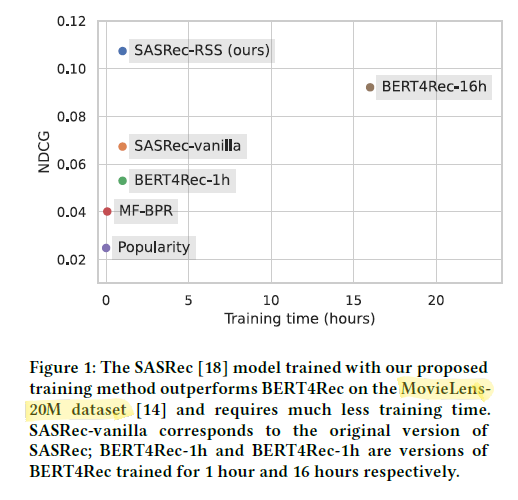 0.12
SASRec-RSS (ours)
0.10
BERT4Rec-16h
0.08
NDCG
SASRec-vanilla
0.06
BERT4Rec-1h
0.04
MF-BPR
Popularity
0.02
0 5 10 15 20
Training time (hours)
Figure 1: The SASRec [18] model trained with our proposed
training method outperforms BERT4Rec on the MovieLens-
20M dataset [14] and requires much less training time.
SASRec-vanilla corresponds to the original version of
SASRec; BERT4Rec-1h and BERT4Rec-1h are versions of
BERT4Rec trained for 1 hour and 16 hours respectively.